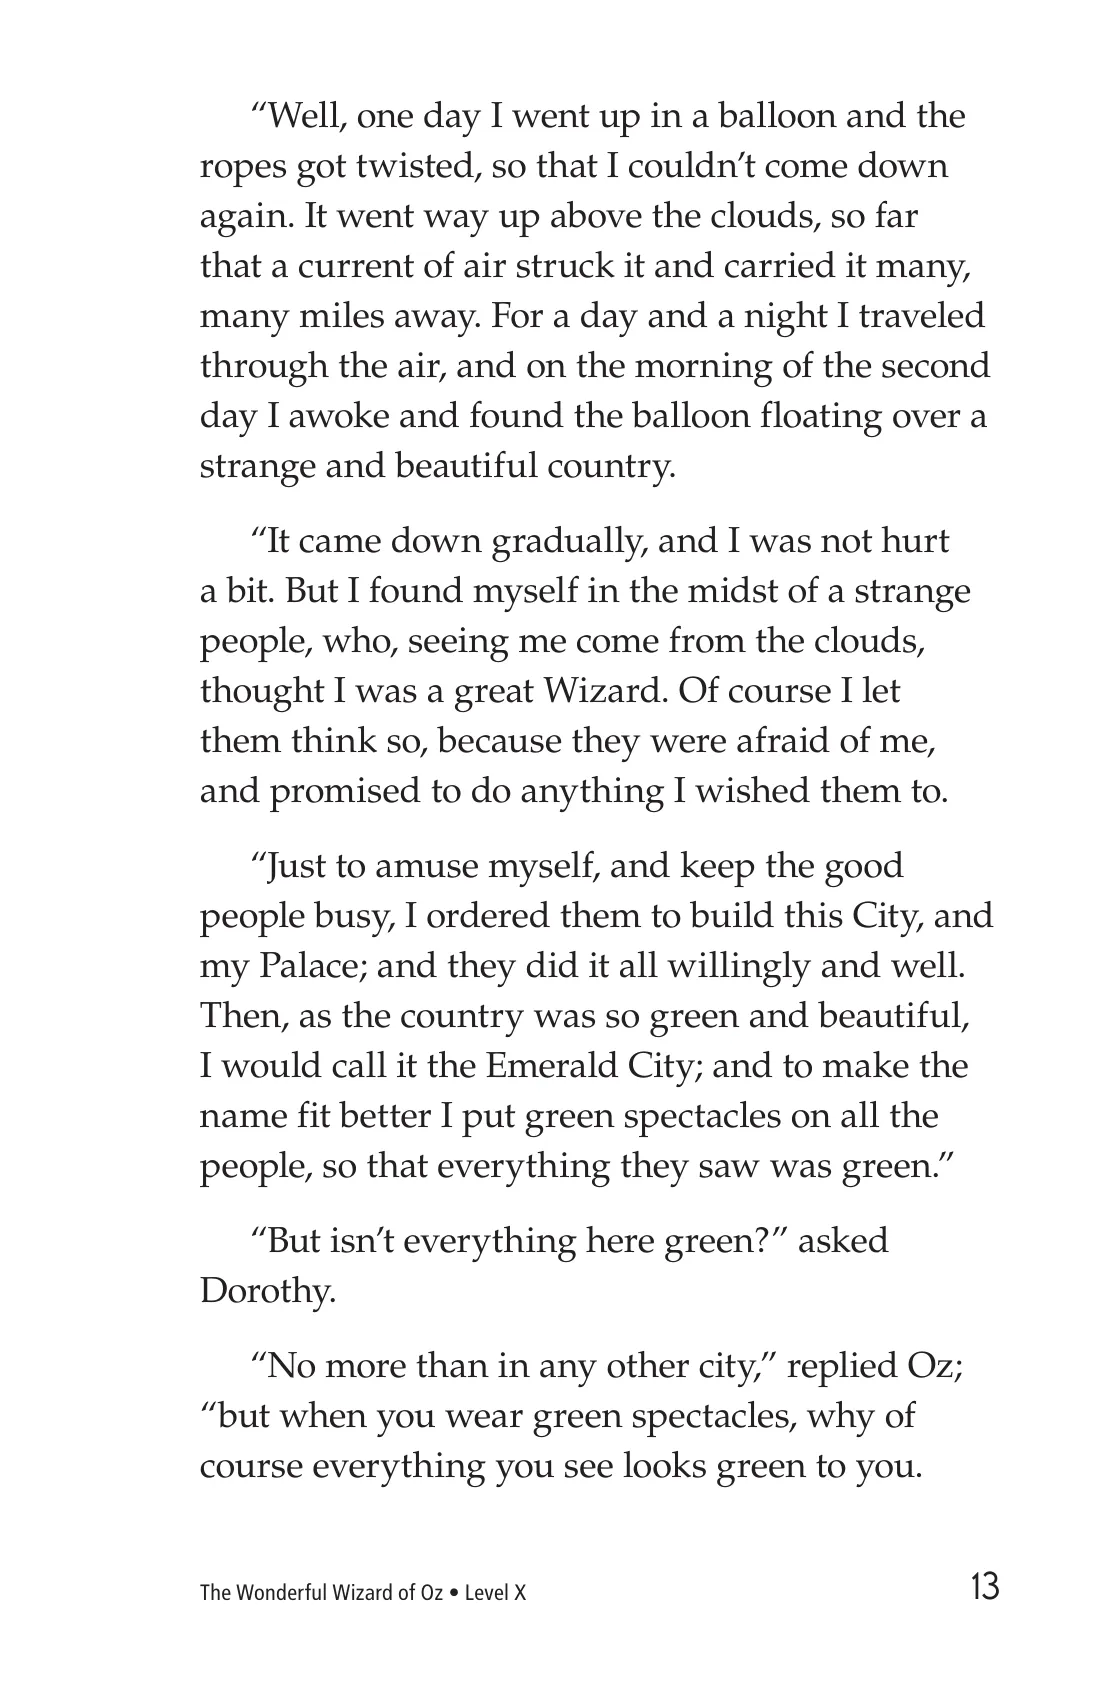 “Well, one day I went up in a balloon and the
ropes got twisted, so that I couldn’t come down
again. It went way up above the clouds, so far
that a current of air struck it and carried it many,
many miles away. For a day and a night I traveled
through the air, and on the morning of the second
day I awoke and found the balloon floating over a
strange and beautiful country.
“It came down gradually, and I was not hurt
a bit. But I found myself in the midst of a strange
people, who, seeing me come from the clouds,
thought I was a great Wizard. Of course I let
them think so, because they were afraid of me,
and promised to do anything I wished them to.
“Just to amuse myself, and keep the good
people busy, I ordered them to build this City, and
my Palace; and they did it all willingly and well.
Then, as the country was so green and beautiful,
I would call it the Emerald City; and to make the
name fit better I put green spectacles on all the
people, so that everything they saw was green.”
“But isn’t everything here green?” asked
Dorothy.
“No more than in any other city,” replied Oz;
“but when you wear green spectacles, why of
course everything you see looks green to you.
The Wonderful Wizard of Oz • Level X 13